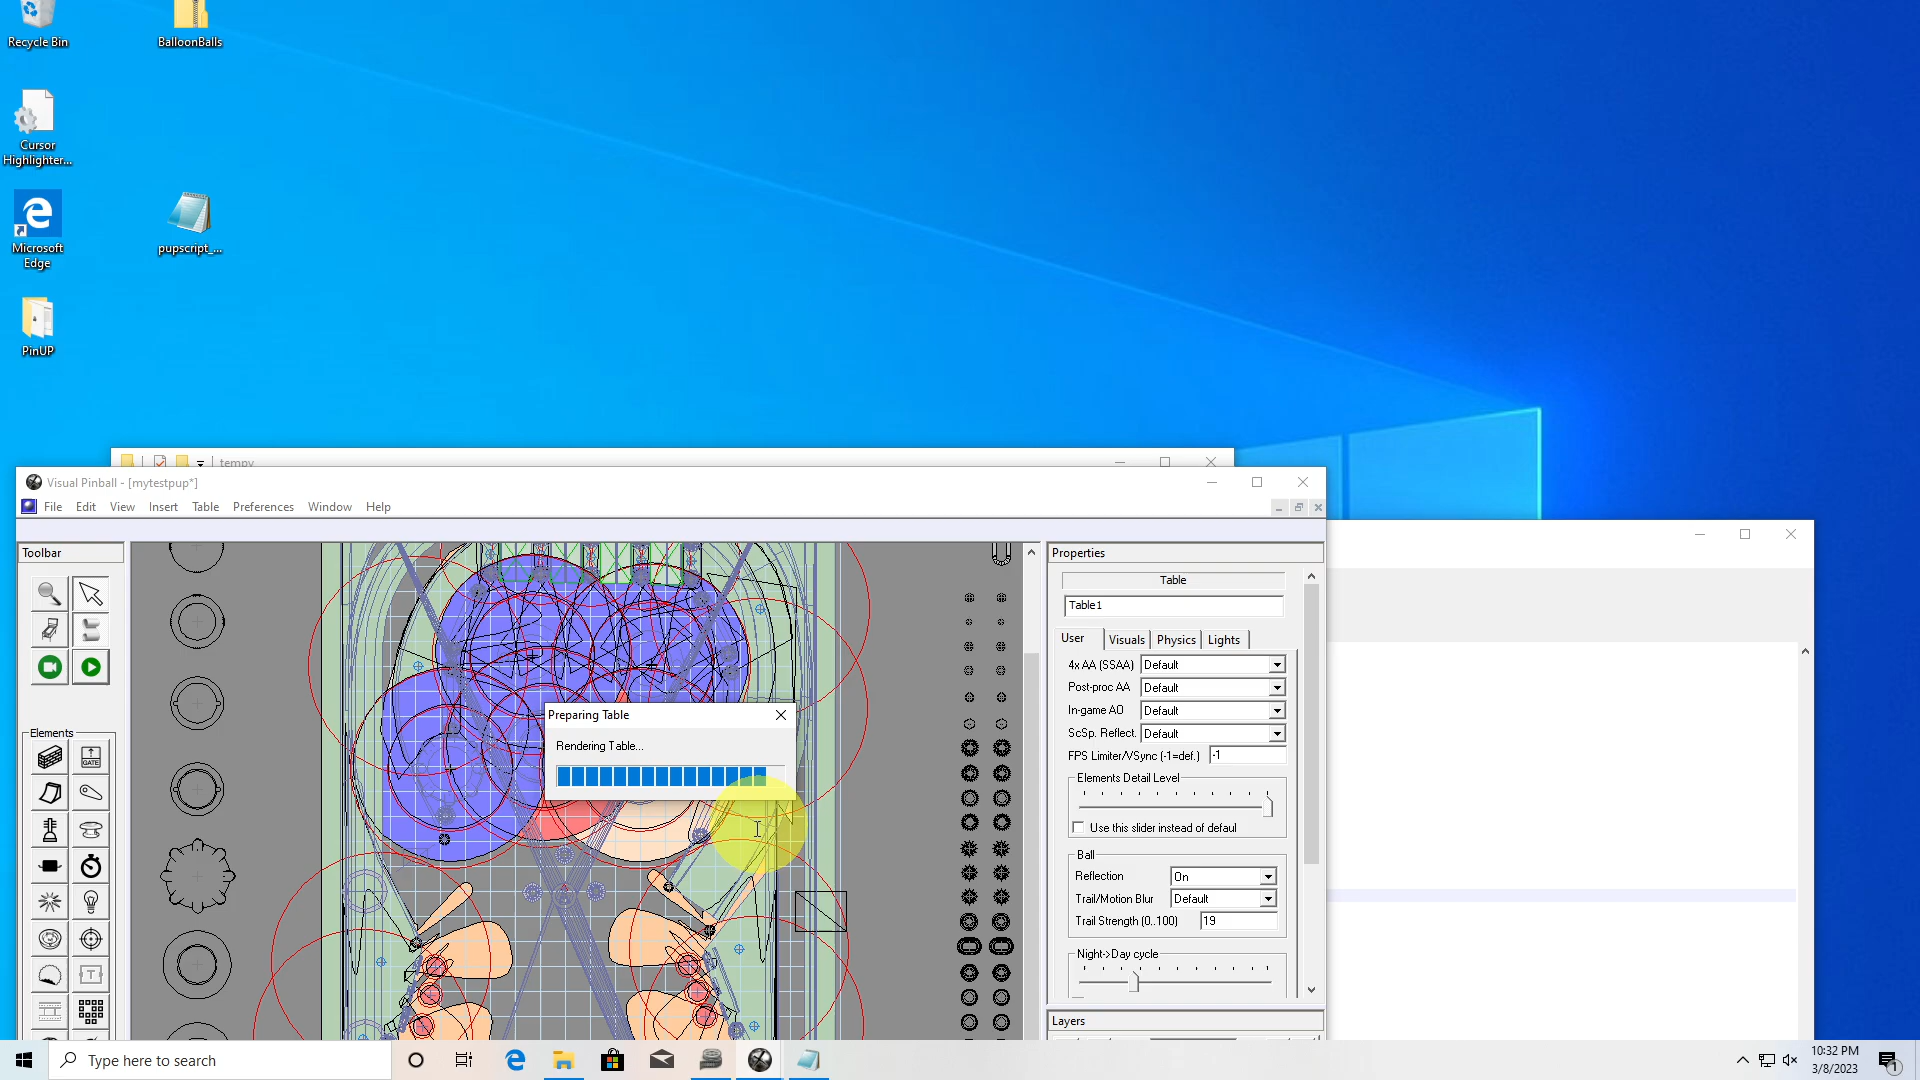 Recycle Bin
BalloonBalls
Cursor
Highlighter...
Microsoft
Edge
pupscript_...
PinUP
tempv
Visual Pinball - [mytestpup*]
File Edit View Insert Table Preferences Window Help
Toolbar
Elements
GATE
T
Preparing Table
Rendering Table...
Properties
Table
Table1
User Visuals Physics Lights
4x AA (SSAA) Default
Post-proc AA Default
In-game AO Default
ScSp. Reflect. Default
FPS Limiter/VSync (-1=def.) -1
Elements Detail Level
Use this slider instead of defaul
Ball
Reflection On
Trail/Motion Blur Default
Trail Strength (0..100) 19
Night->Day cycle
Layers
Type here to search
10:32 PM
3/8/2023
1